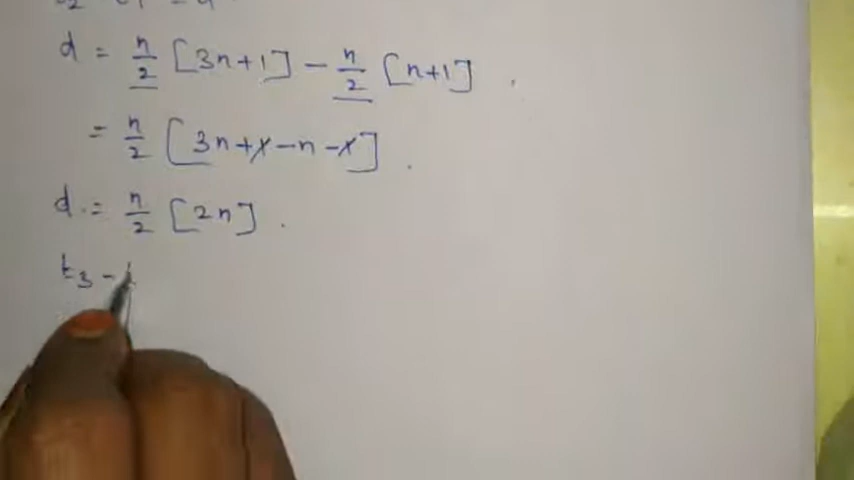 d = n/2 [3n+1] - n/2 [n+1].
= n/2 [3n+1-n-1].
d = n/2 [2n].
t₃ -